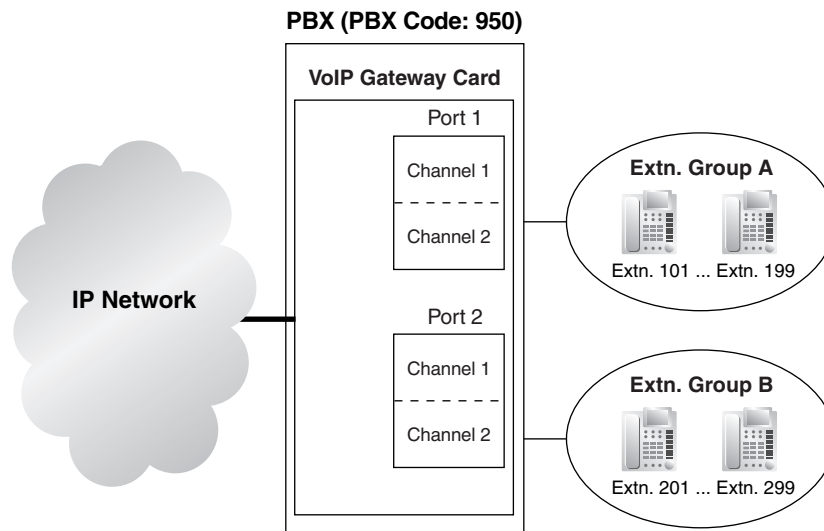 PBX (PBX Code: 950)
VoIP Gateway Card
Port 1
Channel 1
Channel 2
Extn. Group A
Extn. 101 ... Extn. 199
IP Network
Port 2
Channel 1
Channel 2
Extn. Group B
Extn. 201 ... Extn. 299